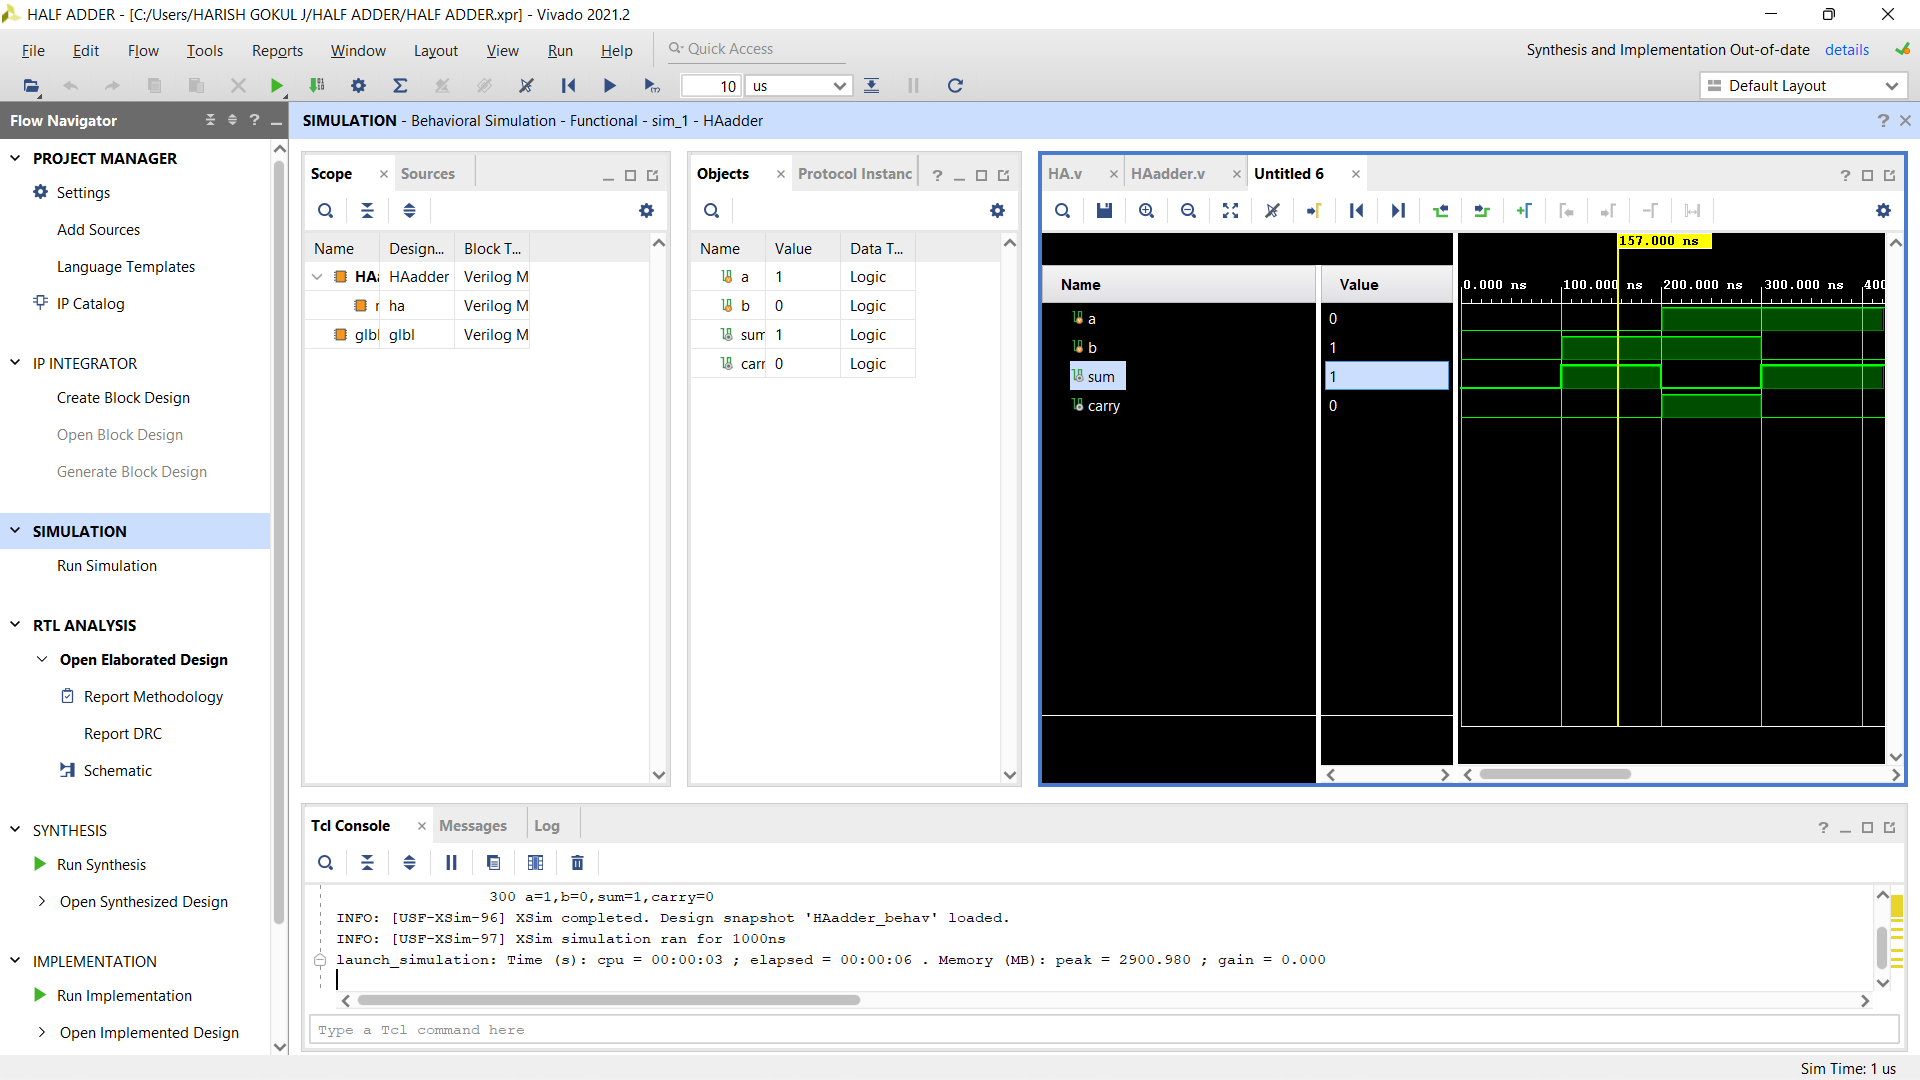 HALF ADDER - [C:/Users/HARISH GOKUL J/HALF ADDER/HALF ADDER.xpr] - Vivado 2021.2
File Edit Flow Tools Reports Window Layout View Run Help Quick Access
Synthesis and Implementation Out-of-date details
10 us
Default Layout
Flow Navigator
SIMULATION - Behavioral Simulation - Functional - sim_1 - HAadder
PROJECT MANAGER
Settings
Add Sources
Language Templates
IP Catalog
IP INTEGRATOR
Create Block Design
Open Block Design
Generate Block Design
SIMULATION
Run Simulation
RTL ANALYSIS
Open Elaborated Design
Report Methodology
Report DRC
Schematic
SYNTHESIS
Run Synthesis
Open Synthesized Design
IMPLEMENTATION
Run Implementation
Open Implemented Design
Scope Sources
Name Design... Block T...
HAa HAadder Verilog M
ha Verilog M
glbl glbl Verilog M
Objects Protocol Instanc
Name Value Data T...
a 1 Logic
b 0 Logic
sum 1 Logic
carr 0 Logic
HA.v HAadder.v Untitled 6
157.000 ns
Name Value
0.000 ns 100.000 ns 200.000 ns 300.000 ns 400
a 0
b 1
sum 1
carry 0
Tcl Console Messages Log
300 a=1,b=0,sum=1,carry=0
INFO: [USF-XSim-96] XSim completed. Design snapshot 'HAadder_behav' loaded.
INFO: [USF-XSim-97] XSim simulation ran for 1000ns
launch_simulation: Time (s): cpu = 00:00:03 ; elapsed = 00:00:06 . Memory (MB): peak = 2900.980 ; gain = 0.000
Type a Tcl command here
Sim Time: 1 us